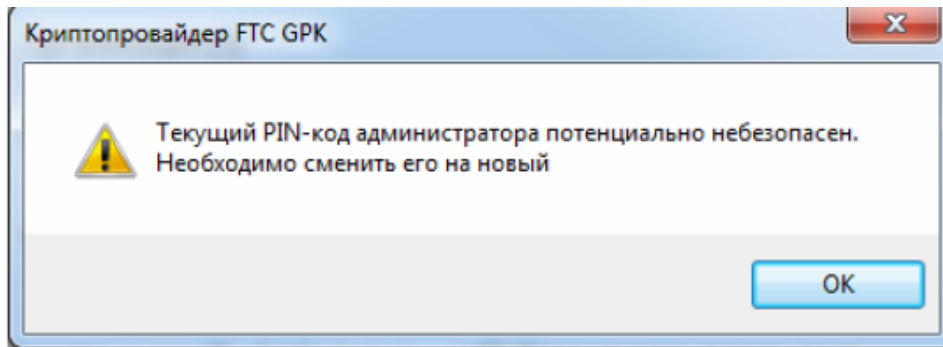 Криптопровайдер FTC GPK
Текущий PIN-код администратора потенциально небезопасен.
Необходимо сменить его на новый
OK